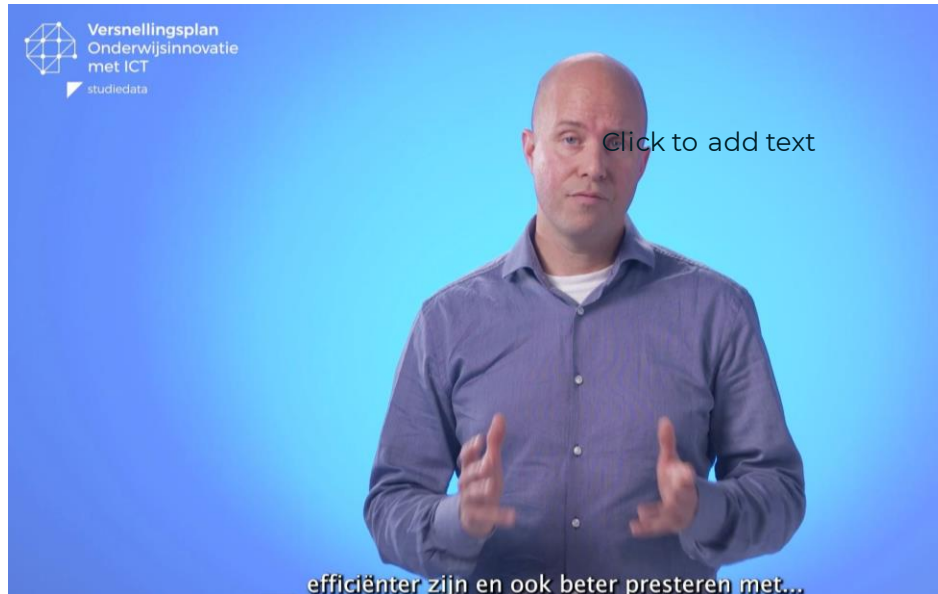 Versnellingsplan
Onderwijsinnovatie
met ICT
studiedata
Click to add text
efficiënter zijn en ook beter presteren met...